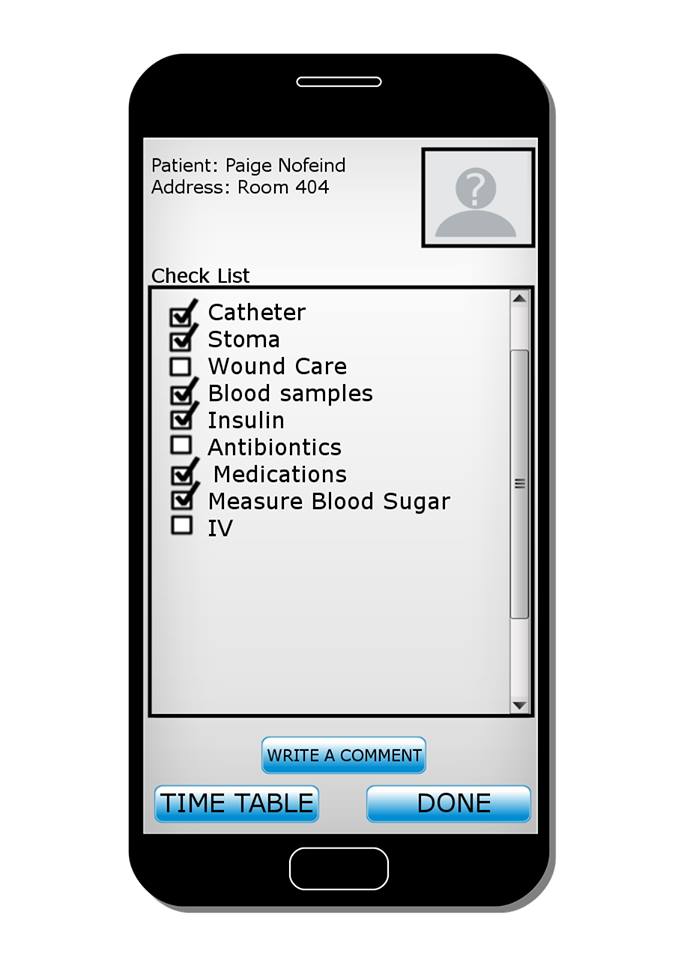 Patient: Paige Nofeind
Address: Room 404
?
Check List
Catheter
Stoma
Wound Care
Blood samples
Insulin
Antibiontics
Medications
Measure Blood Sugar
IV
WRITE A COMMENT
TIME TABLE
DONE